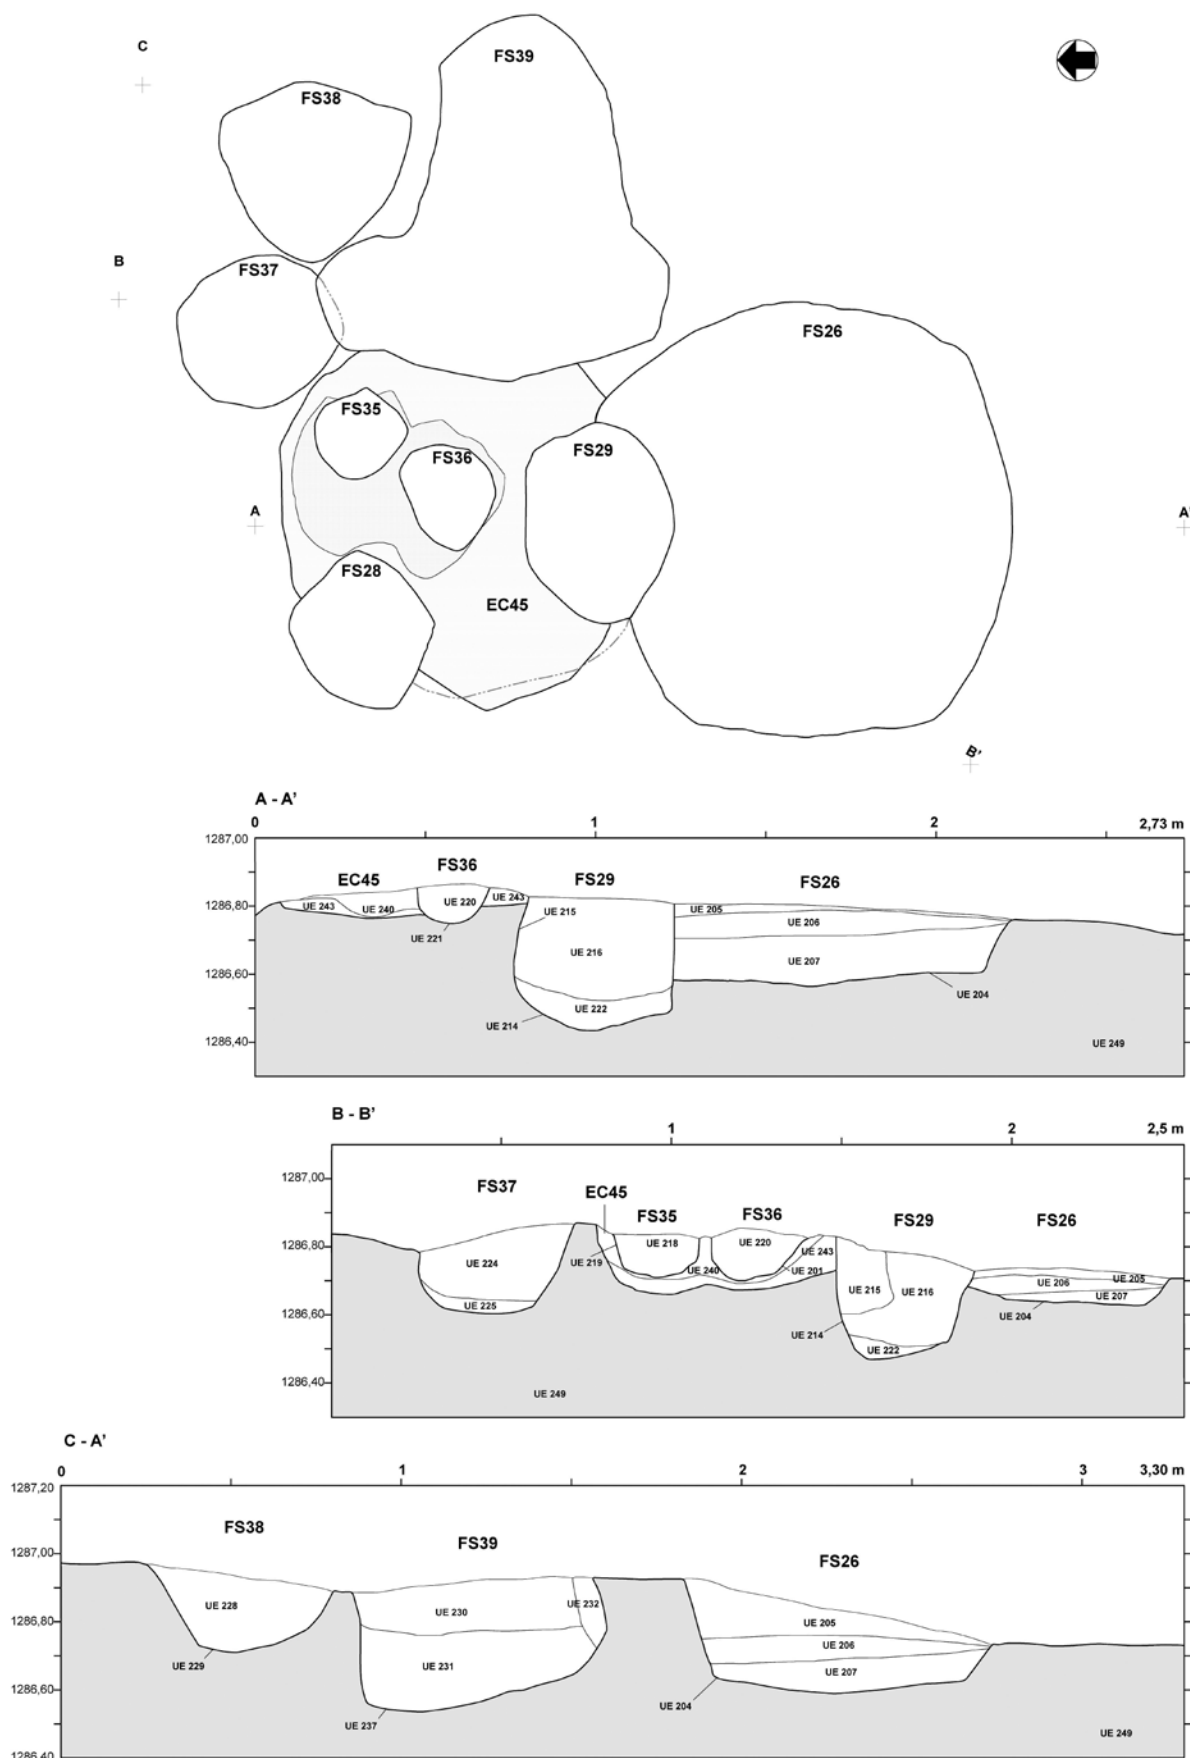 C
FS39
FS38
B
FS37
FS26
FS35
FS36
FS29
A
A'
FS28
EC45
B'
A - A’
0 1 2 2,73 m
1287,00
EC45 FS36 FS29 FS26
1286,80
UE 243 UE 240 UE 220 UE 243 UE 215 UE 205 UE 206
UE 221 UE 216 UE 207
1286,60
UE 214 UE 222 UE 204
1286,40
UE 249
B - B’
1 2 2,5 m
1287,00
FS37 EC45 FS35 FS36 FS29 FS26
1286,80
UE 224 UE 219 UE 218 UE 240 UE 220 UE 201 UE 243 UE 215 UE 216 UE 206 UE 205
UE 225 UE 207
1286,60
UE 214 UE 222 UE 204
1286,40
UE 249
C - A’
0 1 2 3 3,30 m
1287,20
FS38 FS39 FS26
1287,00
UE 228 UE 230 UE 232 UE 205
1286,80
UE 206
UE 229 UE 231 UE 207
1286,60
UE 237 UE 204
UE 249
1286,40